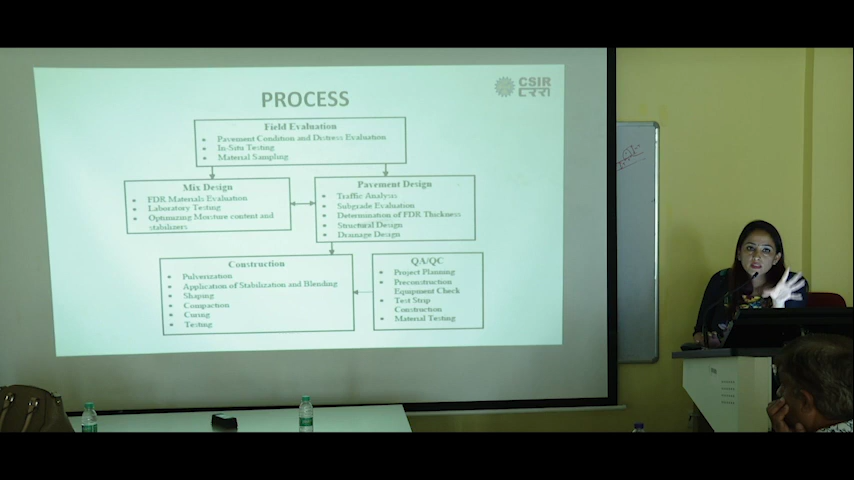 PROCESS
CSIR
Field Evaluation
• Pavement Condition and Distress Evaluation
• In-Situ Testing
• Material Sampling
Mix Design
• FDR Materials Evaluation
• Laboratory Testing
• Optimizing Moisture content and
stabilizers
Pavement Design
• Traffic Analysis
• Subgrade Evaluation
• Determination of FDR Thickness
• Structural Design
• Drainage Design
Construction
• Pulverization
• Application of Stabilization and Blending
• Shaping
• Compaction
• Curing
• Testing
QA/QC
• Project Planning
• Preconstruction
Equipment Check
• Test Strip
Construction
• Material Testing